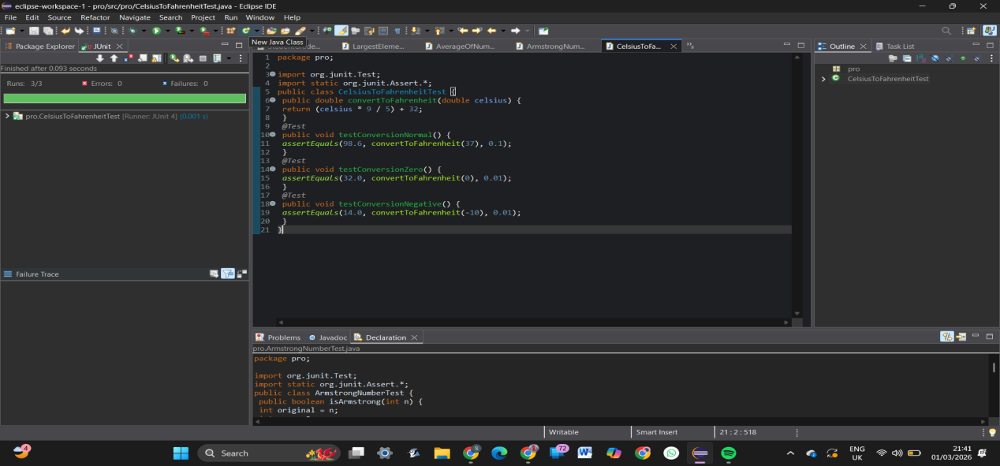 eclipse-workspace-1 - pro/src/pro/CelsiusToFahrenheitTest.java - Eclipse IDE
File Edit Source Refactor Navigate Search Project Run Window Help
New Java Class
Package Explorer JUnit
LargestEleme... AverageOfNum... ArmstrongNum... CelsiusToFa...
Outline Task List
Finished after 0.093 seconds
Runs: 3/3 Errors: 0 Failures: 0
pro.CelsiusToFahrenheitTest [Runner: JUnit 4] (0.001 s)
Failure Trace
1 package pro;
2
3 import org.junit.Test;
4 import static org.junit.Assert.*;
5 public class CelsiusToFahrenheitTest {
6 public double convertToFahrenheit(double celsius) {
7 return (celsius * 9 / 5) + 32;
8 }
9 @Test
10 public void testConversionNormal() {
11 assertEquals(98.6, convertToFahrenheit(37), 0.1);
12 }
13 @Test
14 public void testConversionZero() {
15 assertEquals(32.0, convertToFahrenheit(0), 0.01);
16 }
17 @Test
18 public void testConversionNegative() {
19 assertEquals(14.0, convertToFahrenheit(-10), 0.01);
20 }
21 }
pro
CelsiusToFahrenheitTest
Problems Javadoc Declaration
pro.ArmstrongNumberTest.java
package pro;
import org.junit.Test;
import static org.junit.Assert.*;
public class ArmstrongNumberTest {
public boolean isArmstrong(int n) {
int original = n;
Writable Smart Insert 21 : 2 : 518
4
Search
72
ENG
UK
21:41
01/03/2026